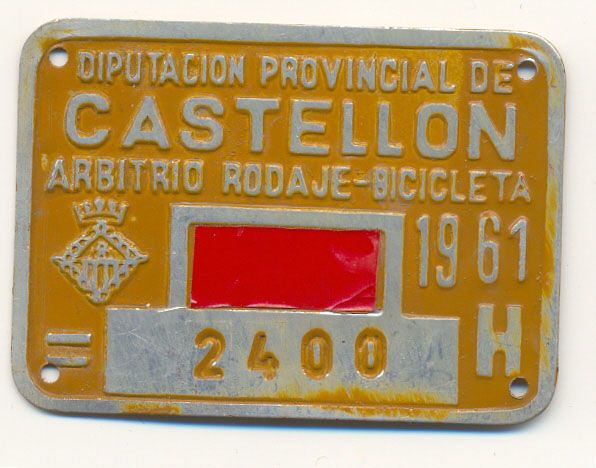 DIPUTACION PROVINCIAL DE
CASTELLON
ARBITRIO RODAJE-BICICLETA
1961
= 2400 H